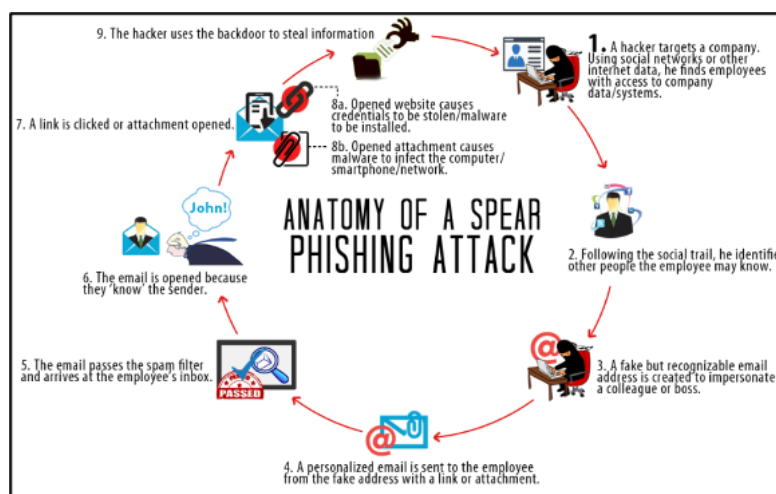 9. The hacker uses the backdoor to steal information
1. A hacker targets a company.
Using social networks or other
internet data, he finds employees
with access to company
data/systems.
8a. Opened website causes
credentials to be stolen/malware
to be installed.
7. A link is clicked or attachment opened.
8b. Opened attachment causes
malware to infect the computer/
smartphone/network.
ANATOMY OF A SPEAR
PHISHING ATTACK
John!
2. Following the social trail, he identifie
other people the employee may know.
6. The email is opened because
they 'know' the sender.
@
3. A fake but recognizable email
address is created to impersonate
a colleague or boss.
5. The email passes the spam filter
and arrives at the employee's inbox.
PASSED
@
4. A personalized email is sent to the employee
from the fake address with a link or attachment.